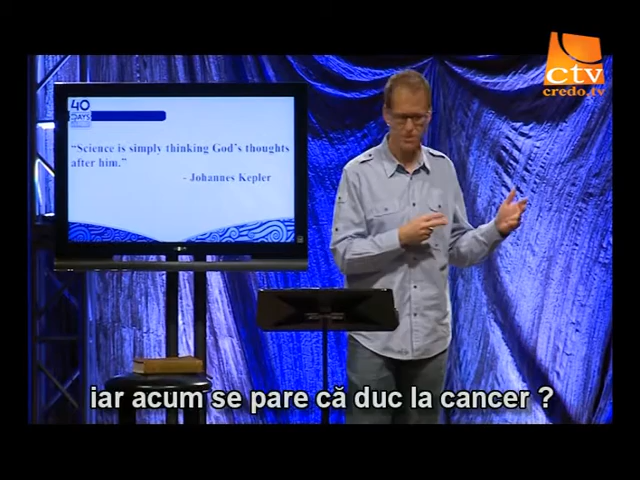 ctv
credo.tv
40
DAYS
"Science is simply thinking God's thoughts
after him."
- Johannes Kepler
iar acum se pare că duc la cancer ?